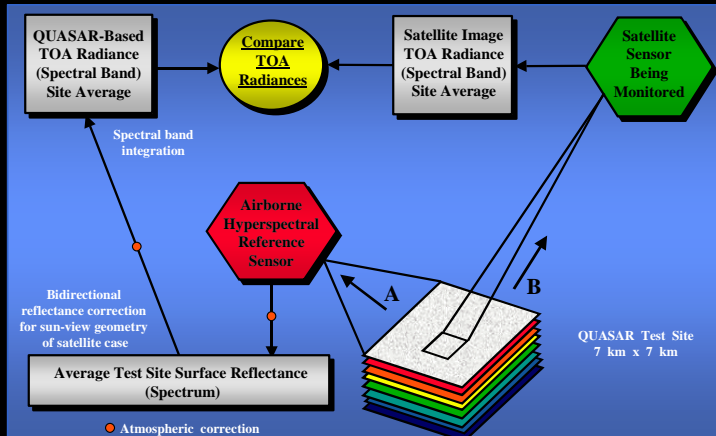 QUASAR-Based
TOA Radiance
(Spectral Band)
Site Average
Compare
TOA
Radiances
Satellite Image
TOA Radiance
(Spectral Band)
Site Average
Satellite
Sensor
Being
Monitored
Spectral band
integration
Airborne
Hyperspectral
Reference
Sensor
A
B
Bidirectional
reflectance correction
for sun-view geometry
of satellite case
QUASAR Test Site
7 km x 7 km
Average Test Site Surface Reflectance
(Spectrum)
Atmospheric correction